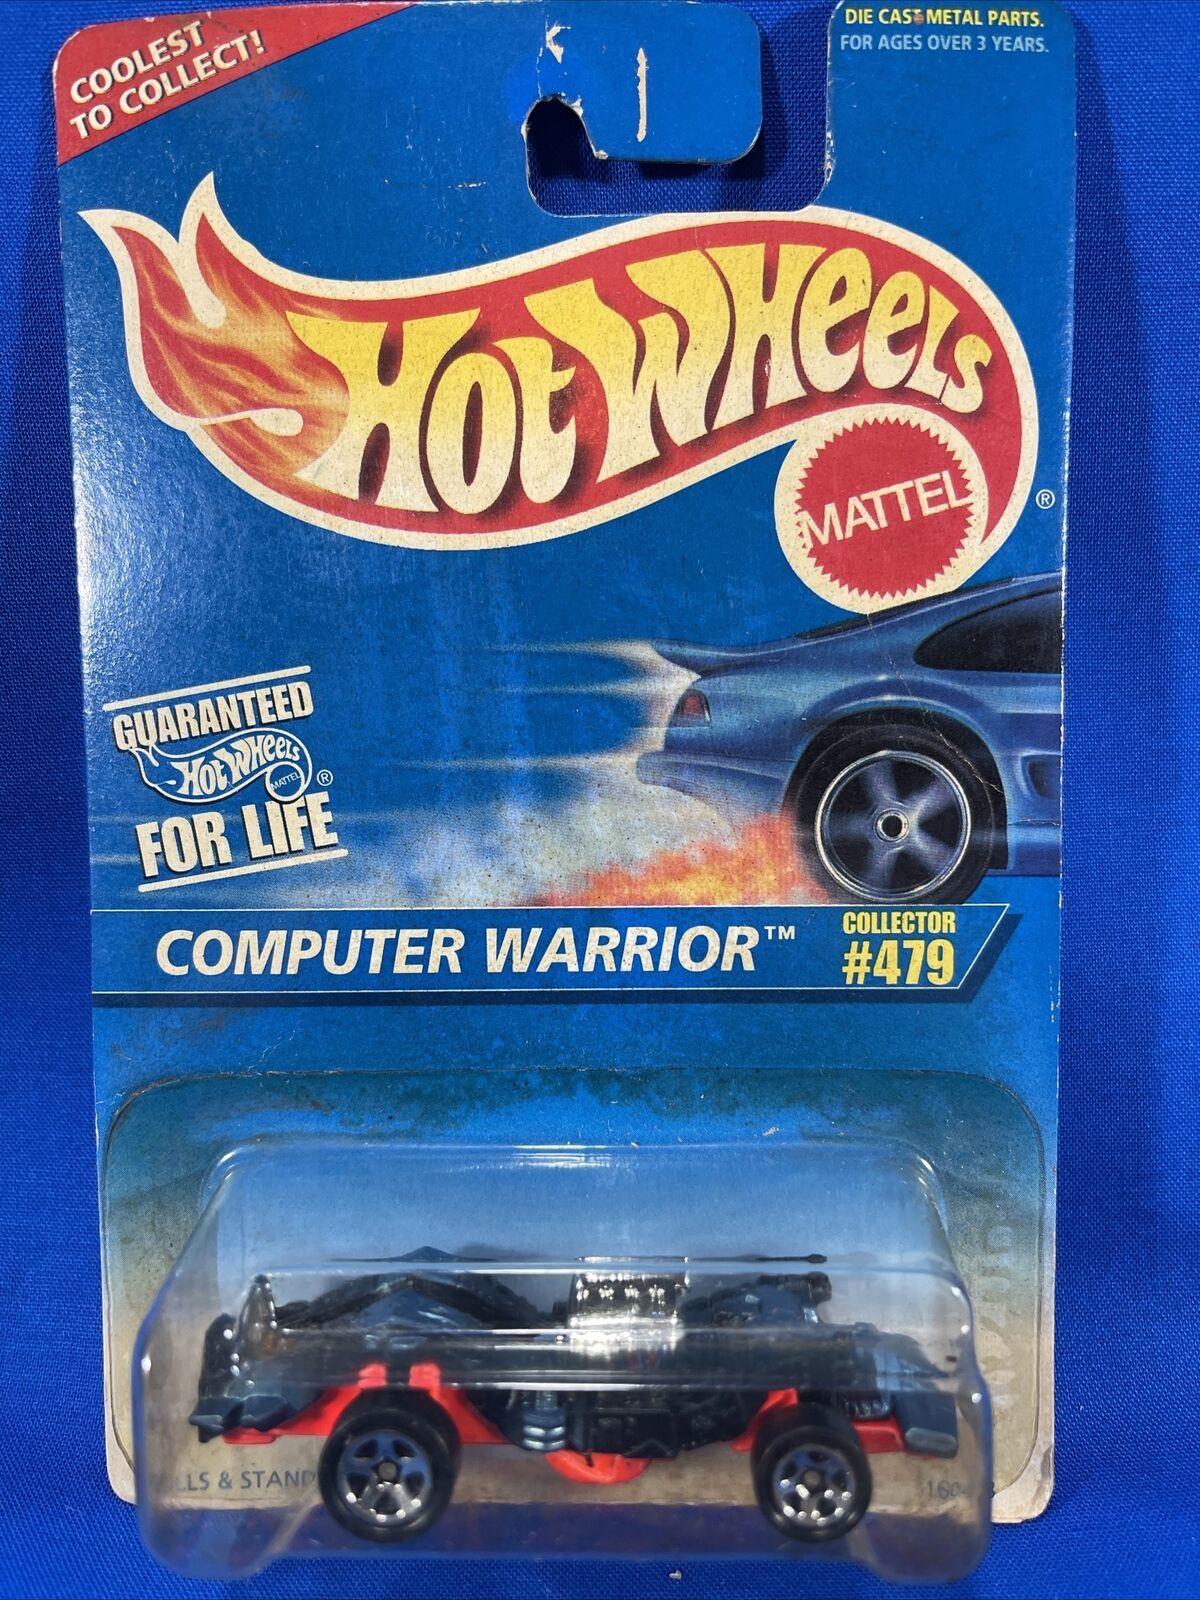 COOLEST
TO COLLECT!
DIE CAST METAL PARTS.
FOR AGES OVER 3 YEARS.
HOT WHEELS
MATTEL
®
GUARANTEED
HOT WHEELS
MATTEL ®
FOR LIFE
COMPUTER WARRIOR™
COLLECTOR
#479
& STAND